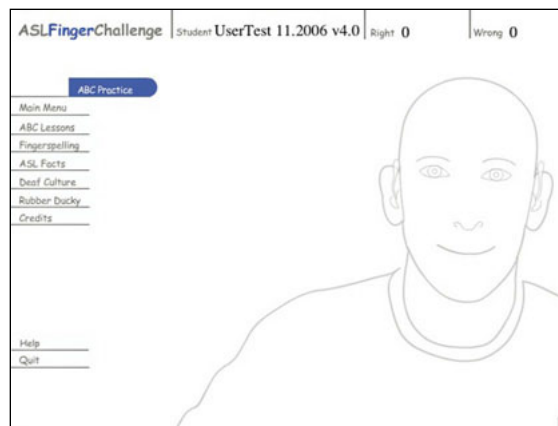 ASLFingerChallenge Student UserTest 11.2006 v4.0 Right 0 Wrong 0
ABC Practice
Main Menu
ABC Lessons
Fingerspelling
ASL Facts
Deaf Culture
Rubber Ducky
Credits
Help
Quit